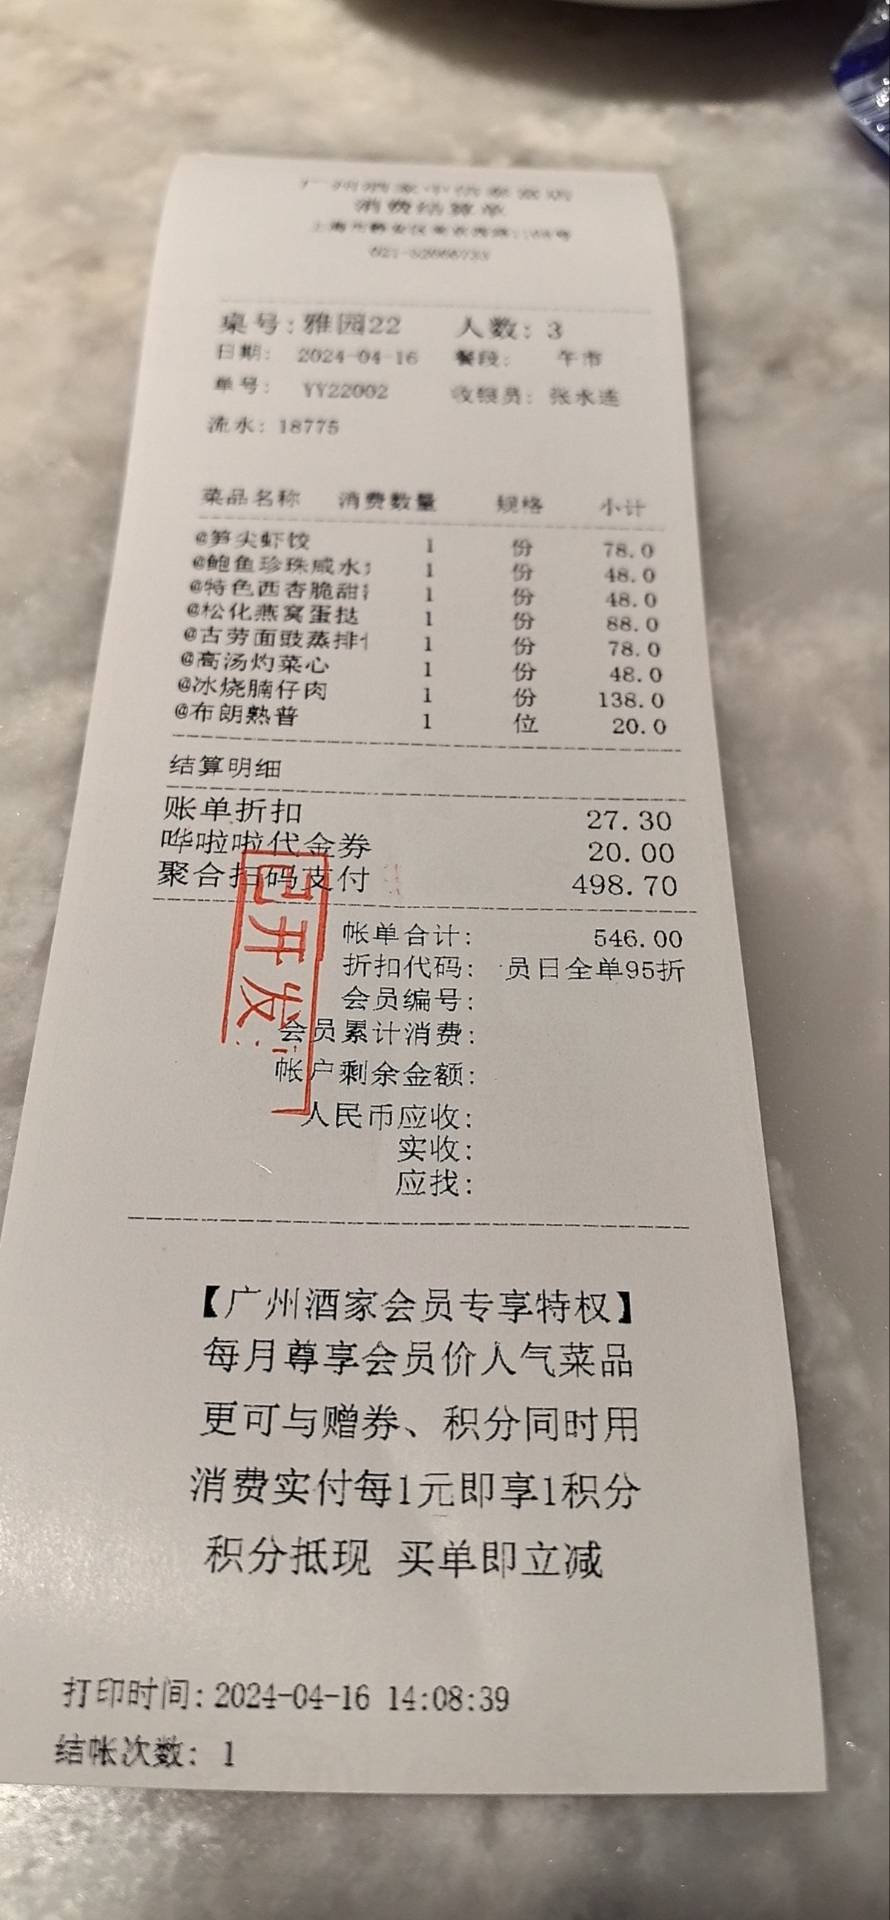 消费结算单
桌号:雅园22 人数: 3
日期: 2024-04-16 餐段: 午市
单号: YY22002 收银员: 张水连
流水: 18775
菜品名称 消费数量 规格 小计
@笋尖虾饺 1 份 78.0
@鲍鱼珍珠咸水 1 份 48.0
@特色西杏脆甜 1 份 48.0
@松化燕窝蛋挞 1 份 88.0
@古劳面豉蒸排 1 份 78.0
@高汤灼菜心 1 份 48.0
@冰烧腩仔肉 1 份 138.0
@布朗熟普 1 位 20.0
结算明细
账单折扣 27.30
哗啦啦代金券 20.00
聚合扫码支付 498.70
已开发
帐单合计: 546.00
折扣代码: 员日全单95折
会员编号:
会员累计消费:
帐户剩余金额:
人民币应收:
实收:
应找:
【广州酒家会员专享特权】
每月尊享会员价人气菜品
更可与赠券、积分同时用
消费实付每1元即享1积分
积分抵现 买单即立减
打印时间: 2024-04-16 14:08:39
结帐次数: 1